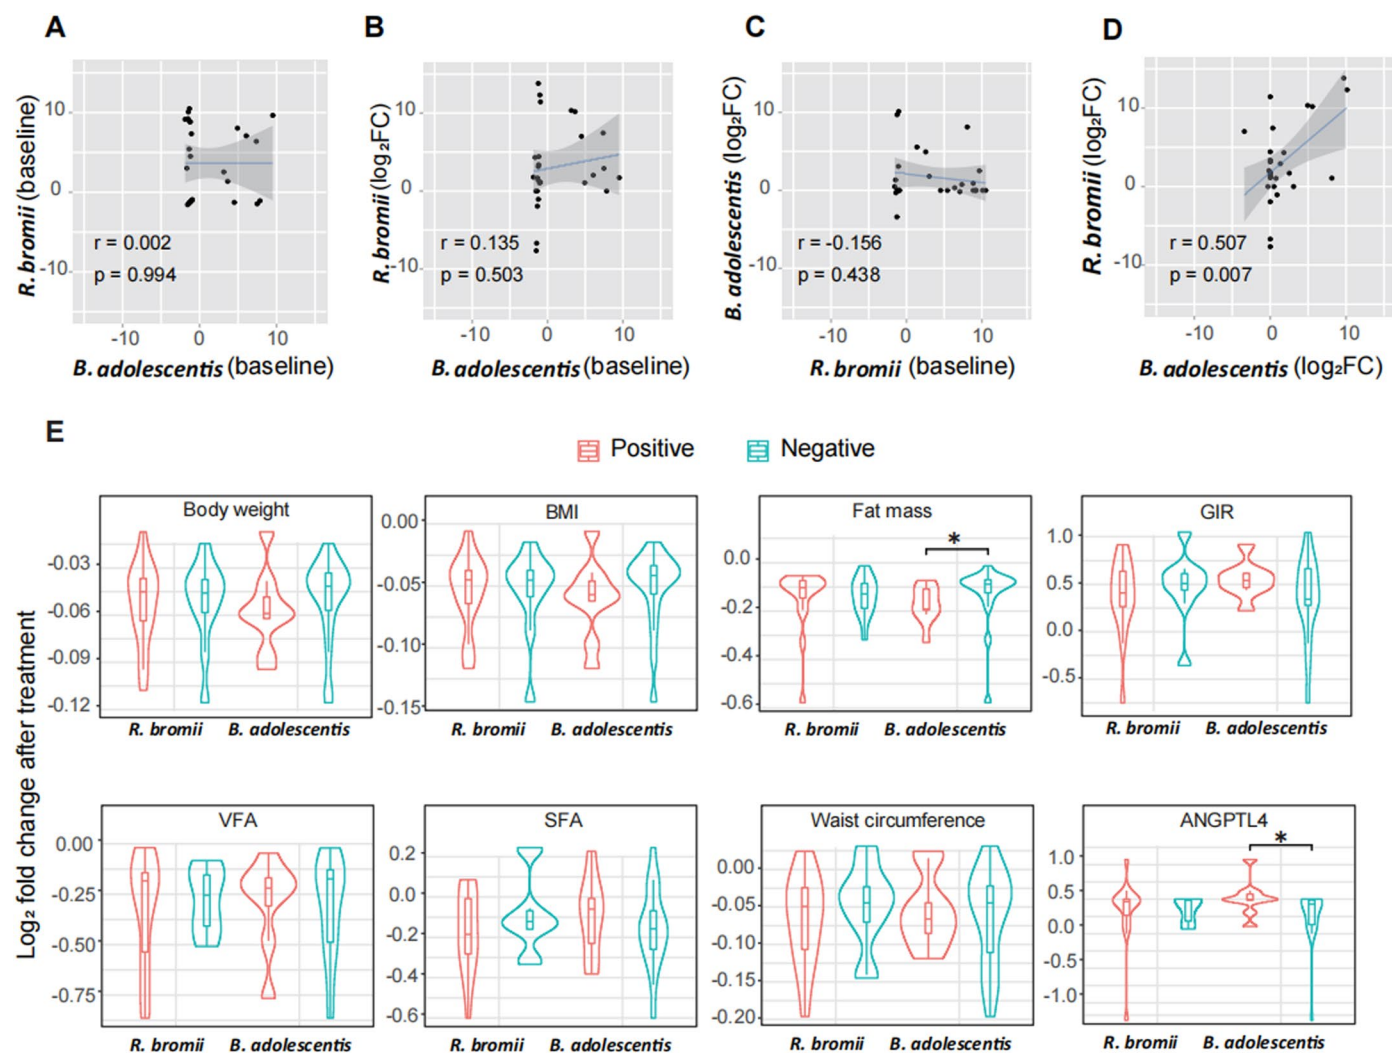 A
R. bromii (baseline)
10
0
-10
r = 0.002
p = 0.994
-10 0 10
B. adolescentis (baseline)
B
R. bromii (log₂FC)
10
0
-10
r = 0.135
p = 0.503
-10 0 10
B. adolescentis (baseline)
C
B. adolescentis (log₂FC)
10
0
-10
r = -0.156
p = 0.438
-10 0 10
R. bromii (baseline)
D
R. bromii (log₂FC)
10
0
-10
r = 0.507
p = 0.007
-10 0 10
B. adolescentis (log₂FC)
E
Positive Negative
Log₂ fold change after treatment
Body weight
-0.03
-0.06
-0.09
-0.12
R. bromii B. adolescentis
BMI
0.00
-0.05
-0.10
-0.15
R. bromii B. adolescentis
Fat mass
*
0.0
-0.2
-0.4
-0.6
R. bromii B. adolescentis
GIR
1.0
0.5
0.0
-0.5
R. bromii B. adolescentis
VFA
0.00
-0.25
-0.50
-0.75
R. bromii B. adolescentis
SFA
0.2
0.0
-0.2
-0.4
-0.6
R. bromii B. adolescentis
Waist circumference
0.00
-0.05
-0.10
-0.15
-0.20
R. bromii B. adolescentis
ANGPTL4
*
1.0
0.5
0.0
-1.0
R. bromii B. adolescentis